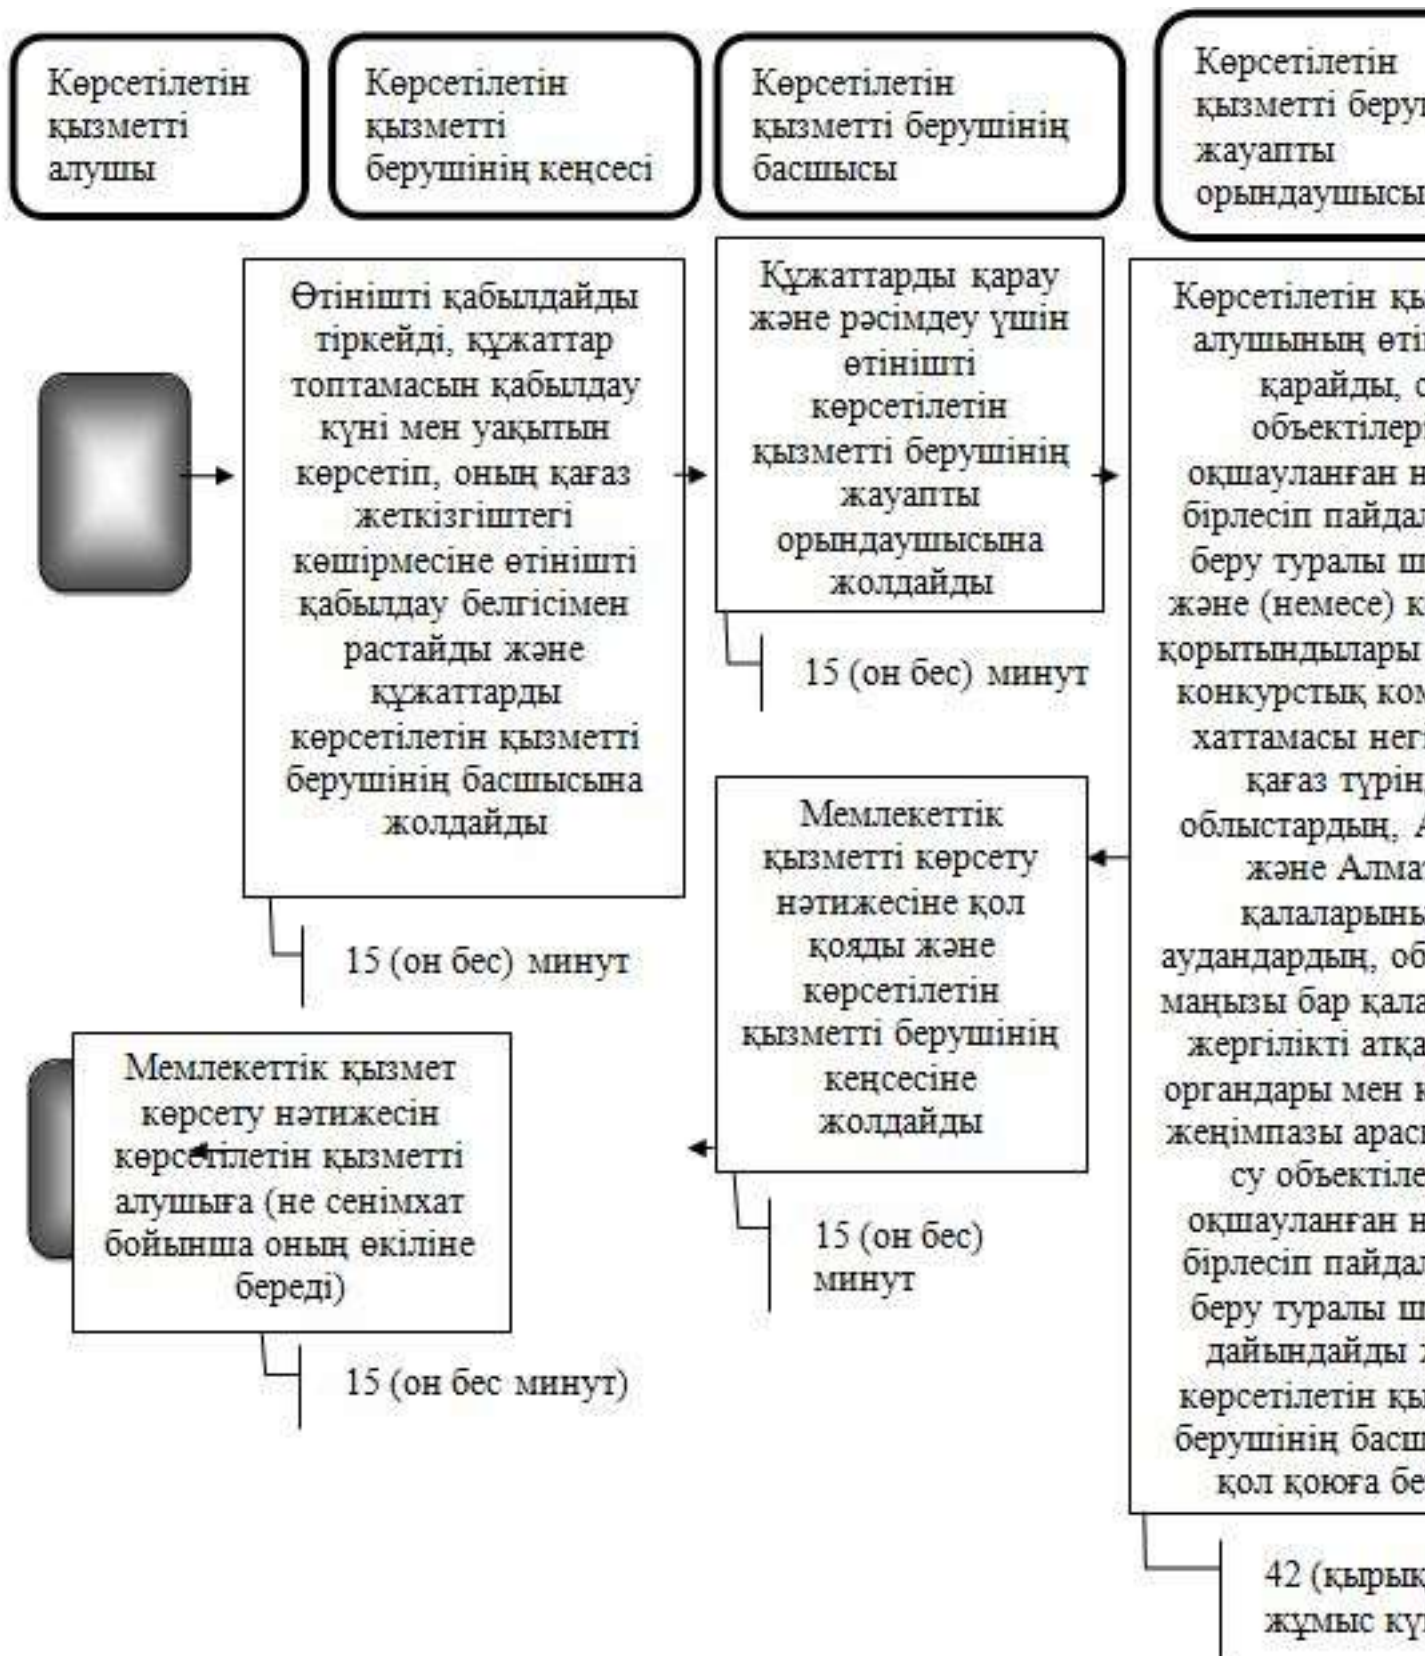 Көрсетілетін
қызметті
алушы
Көрсетілетін
қызметті
берушінің кеңсесі
Көрсетілетін
қызметті берушінің
басшысы
Көрсетілетін
қызметті
жауапты
орындаушысы
Өтінішті қабылдайды
тіркейді, құжаттар
топтамасын қабылдау
күні мен уақытын
көрсетіп, оның қағаз
жеткізгіштегі
көшірмесіне өтінішті
қабылдау белгісімен
растайды және
құжаттарды
көрсетілетін қызметті
берушінің басшысына
жолдайды
15 (он бес) минут
Құжаттарды қарау
және рәсімдеу үшін
өтінішті
көрсетілетін
қызметті берушінің
жауапты
орындаушысына
жолдайды
15 (он бес) минут
Көрсетілетін
алушының
қарайды,
оқшауланған
бірлесіп
беру туралы
және (немесе)
қорытындылары
конкурстық
хаттамасы
қағаз
облыстардың,
және
аудандардың,
маңызы бар
жергілікті
органдары мен
жеңімпазы
су
оқшауланған
бірлесіп
беру туралы
дайындайды
көрсетілетін
берушінің
қол қоюға
42 (қырық
жұмыс
Мемлекеттік
қызметті көрсету
нәтижесіне қол
қояды және
көрсетілетін
қызметті берушінің
кеңсесіне
жолдайды
15 (он бес)
минут
Мемлекеттік қызмет
көрсету нәтижесін
көрсетілетін қызметті
алушыға (не сенімхат
бойынша оның өкіліне
береді)
15 (он бес минут)